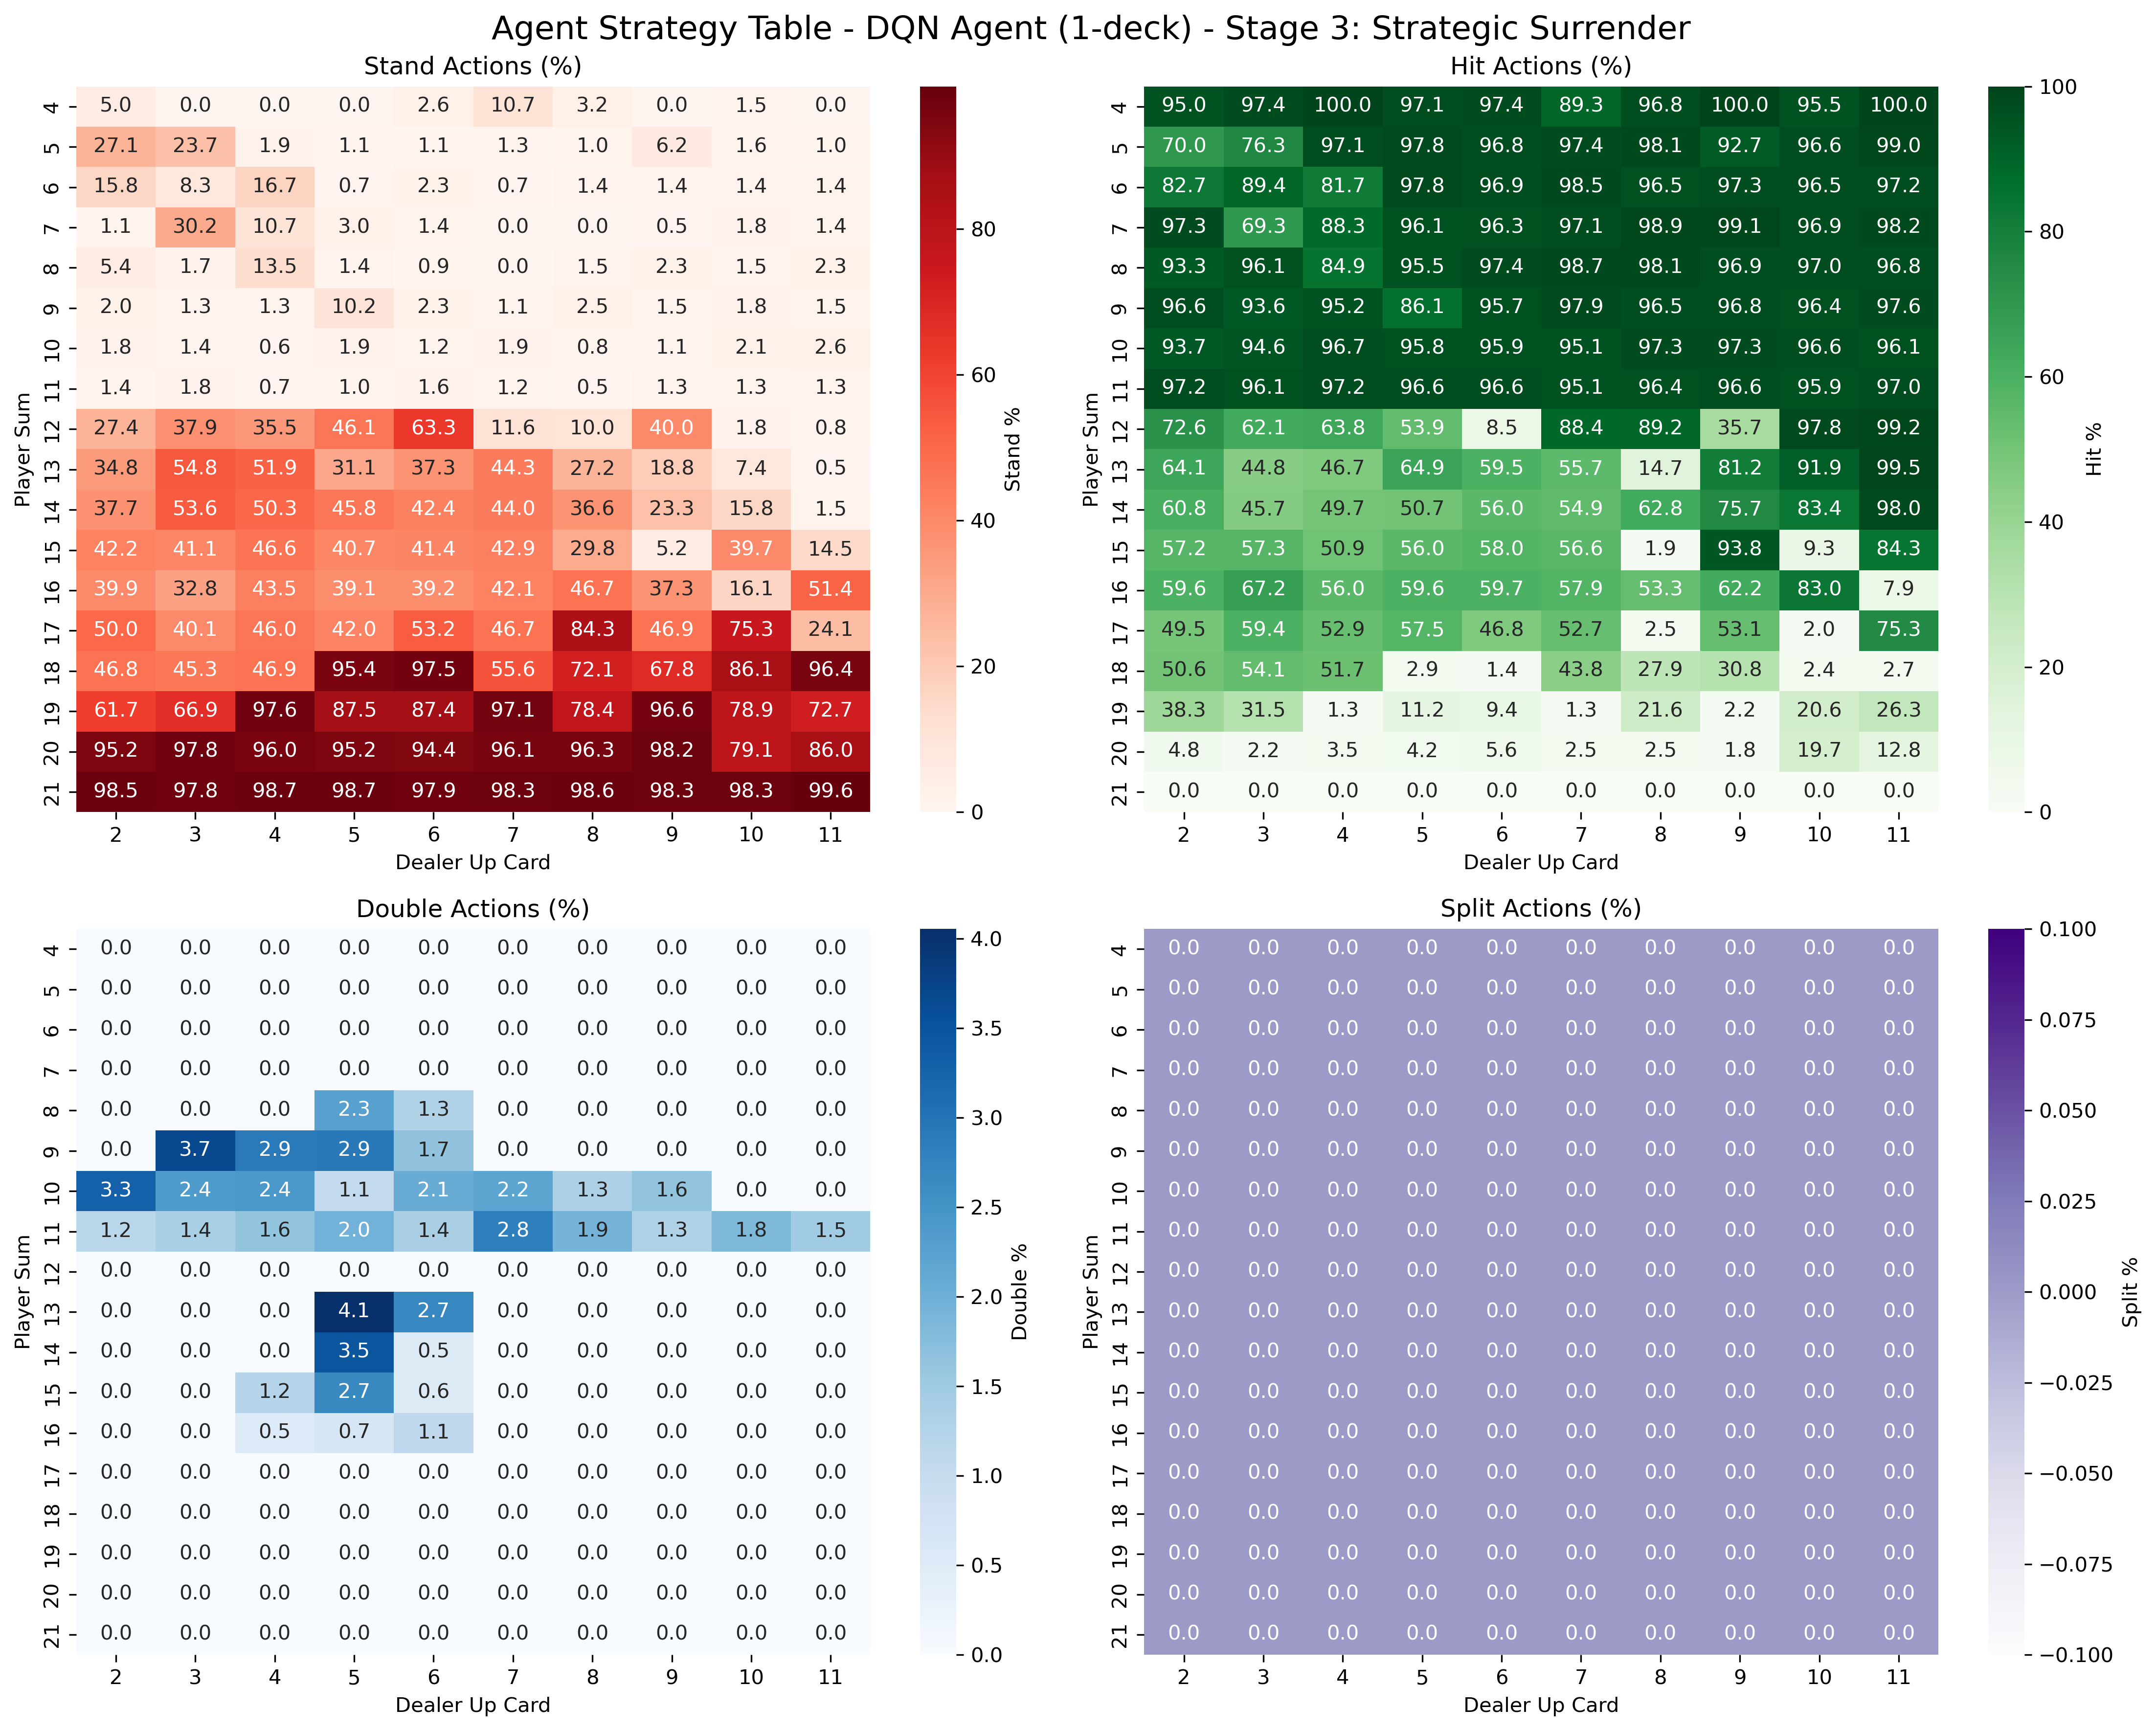 Agent Strategy Table - DQN Agent (1-deck) - Stage 3: Strategic Surrender
Stand Actions (%)
4 5.0 0.0 0.0 0.0 2.6 10.7 3.2 0.0 1.5 0.0
5 27.1 23.7 1.9 1.1 1.1 1.3 1.0 6.2 1.6 1.0
6 15.8 8.3 16.7 0.7 2.3 0.7 1.4 1.4 1.4 1.4
7 1.1 30.2 10.7 3.0 1.4 0.0 0.0 0.5 1.8 1.4
8 5.4 1.7 13.5 1.4 0.9 0.0 1.5 2.3 1.5 2.3
9 2.0 1.3 1.3 10.2 2.3 1.1 2.5 1.5 1.8 1.5
10 1.8 1.4 0.6 1.9 1.2 1.9 0.8 1.1 2.1 2.6
11 1.4 1.8 0.7 1.0 1.6 1.2 0.5 1.3 1.3 1.3
12 27.4 37.9 35.5 46.1 63.3 11.6 10.0 40.0 1.8 0.8
13 34.8 54.8 51.9 31.1 37.3 44.3 27.2 18.8 7.4 0.5
14 37.7 53.6 50.3 45.8 42.4 44.0 36.6 23.3 15.8 1.5
15 42.2 41.1 46.6 40.7 41.4 42.9 29.8 5.2 39.7 14.5
16 39.9 32.8 43.5 39.1 39.2 42.1 46.7 37.3 16.1 51.4
17 50.0 40.1 46.0 42.0 53.2 46.7 84.3 46.9 75.3 24.1
18 46.8 45.3 46.9 95.4 97.5 55.6 72.1 67.8 86.1 96.4
19 61.7 66.9 97.6 87.5 87.4 97.1 78.4 96.6 78.9 72.7
20 95.2 97.8 96.0 95.2 94.4 96.1 96.3 98.2 79.1 86.0
21 98.5 97.8 98.7 98.7 97.9 98.3 98.6 98.3 98.3 99.6
2 3 4 5 6 7 8 9 10 11
Dealer Up Card
Player Sum
80
60
40
20
0
Stand %
Hit Actions (%)
4 95.0 97.4 100.0 97.1 97.4 89.3 96.8 100.0 95.5 100.0
5 70.0 76.3 97.1 97.8 96.8 97.4 98.1 92.7 96.6 99.0
6 82.7 89.4 81.7 97.8 96.9 98.5 96.5 97.3 96.5 97.2
7 97.3 69.3 88.3 96.1 96.3 97.1 98.9 99.1 96.9 98.2
8 93.3 96.1 84.9 95.5 97.4 98.7 98.1 96.9 97.0 96.8
9 96.6 93.6 95.2 86.1 95.7 97.9 96.5 96.8 96.4 97.6
10 93.7 94.6 96.7 95.8 95.9 95.1 97.3 97.3 96.6 96.1
11 97.2 96.1 97.2 96.6 96.6 95.1 96.4 96.6 95.9 97.0
12 72.6 62.1 63.8 53.9 8.5 88.4 89.2 35.7 97.8 99.2
13 64.1 44.8 46.7 64.9 59.5 55.7 14.7 81.2 91.9 99.5
14 60.8 45.7 49.7 50.7 56.0 54.9 62.8 75.7 83.4 98.0
15 57.2 57.3 50.9 56.0 58.0 56.6 1.9 93.8 9.3 84.3
16 59.6 67.2 56.0 59.6 59.7 57.9 53.3 62.2 83.0 7.9
17 49.5 59.4 52.9 57.5 46.8 52.7 2.5 53.1 2.0 75.3
18 50.6 54.1 51.7 2.9 1.4 43.8 27.9 30.8 2.4 2.7
19 38.3 31.5 1.3 11.2 9.4 1.3 21.6 2.2 20.6 26.3
20 4.8 2.2 3.5 4.2 5.6 2.5 2.5 1.8 19.7 12.8
21 0.0 0.0 0.0 0.0 0.0 0.0 0.0 0.0 0.0 0.0
2 3 4 5 6 7 8 9 10 11
Dealer Up Card
Player Sum
100
80
60
40
20
0
Hit %
Double Actions (%)
4 0.0 0.0 0.0 0.0 0.0 0.0 0.0 0.0 0.0 0.0
5 0.0 0.0 0.0 0.0 0.0 0.0 0.0 0.0 0.0 0.0
6 0.0 0.0 0.0 0.0 0.0 0.0 0.0 0.0 0.0 0.0
7 0.0 0.0 0.0 0.0 0.0 0.0 0.0 0.0 0.0 0.0
8 0.0 0.0 0.0 2.3 1.3 0.0 0.0 0.0 0.0 0.0
9 0.0 3.7 2.9 2.9 1.7 0.0 0.0 0.0 0.0 0.0
10 3.3 2.4 2.4 1.1 2.1 2.2 1.3 1.6 0.0 0.0
11 1.2 1.4 1.6 2.0 1.4 2.8 1.9 1.3 1.8 1.5
12 0.0 0.0 0.0 0.0 0.0 0.0 0.0 0.0 0.0 0.0
13 0.0 0.0 0.0 4.1 2.7 0.0 0.0 0.0 0.0 0.0
14 0.0 0.0 0.0 3.5 0.5 0.0 0.0 0.0 0.0 0.0
15 0.0 0.0 1.2 2.7 0.6 0.0 0.0 0.0 0.0 0.0
16 0.0 0.0 0.5 0.7 1.1 0.0 0.0 0.0 0.0 0.0
17 0.0 0.0 0.0 0.0 0.0 0.0 0.0 0.0 0.0 0.0
18 0.0 0.0 0.0 0.0 0.0 0.0 0.0 0.0 0.0 0.0
19 0.0 0.0 0.0 0.0 0.0 0.0 0.0 0.0 0.0 0.0
20 0.0 0.0 0.0 0.0 0.0 0.0 0.0 0.0 0.0 0.0
21 0.0 0.0 0.0 0.0 0.0 0.0 0.0 0.0 0.0 0.0
2 3 4 5 6 7 8 9 10 11
Dealer Up Card
Player Sum
4.0
3.5
3.0
2.5
2.0
1.5
1.0
0.5
0.0
Double %
Split Actions (%)
4 0.0 0.0 0.0 0.0 0.0 0.0 0.0 0.0 0.0 0.0
5 0.0 0.0 0.0 0.0 0.0 0.0 0.0 0.0 0.0 0.0
6 0.0 0.0 0.0 0.0 0.0 0.0 0.0 0.0 0.0 0.0
7 0.0 0.0 0.0 0.0 0.0 0.0 0.0 0.0 0.0 0.0
8 0.0 0.0 0.0 0.0 0.0 0.0 0.0 0.0 0.0 0.0
9 0.0 0.0 0.0 0.0 0.0 0.0 0.0 0.0 0.0 0.0
10 0.0 0.0 0.0 0.0 0.0 0.0 0.0 0.0 0.0 0.0
11 0.0 0.0 0.0 0.0 0.0 0.0 0.0 0.0 0.0 0.0
12 0.0 0.0 0.0 0.0 0.0 0.0 0.0 0.0 0.0 0.0
13 0.0 0.0 0.0 0.0 0.0 0.0 0.0 0.0 0.0 0.0
14 0.0 0.0 0.0 0.0 0.0 0.0 0.0 0.0 0.0 0.0
15 0.0 0.0 0.0 0.0 0.0 0.0 0.0 0.0 0.0 0.0
16 0.0 0.0 0.0 0.0 0.0 0.0 0.0 0.0 0.0 0.0
17 0.0 0.0 0.0 0.0 0.0 0.0 0.0 0.0 0.0 0.0
18 0.0 0.0 0.0 0.0 0.0 0.0 0.0 0.0 0.0 0.0
19 0.0 0.0 0.0 0.0 0.0 0.0 0.0 0.0 0.0 0.0
20 0.0 0.0 0.0 0.0 0.0 0.0 0.0 0.0 0.0 0.0
21 0.0 0.0 0.0 0.0 0.0 0.0 0.0 0.0 0.0 0.0
2 3 4 5 6 7 8 9 10 11
Dealer Up Card
Player Sum
0.100
0.075
0.050
0.025
0.000
−0.025
−0.050
−0.075
−0.100
Split %